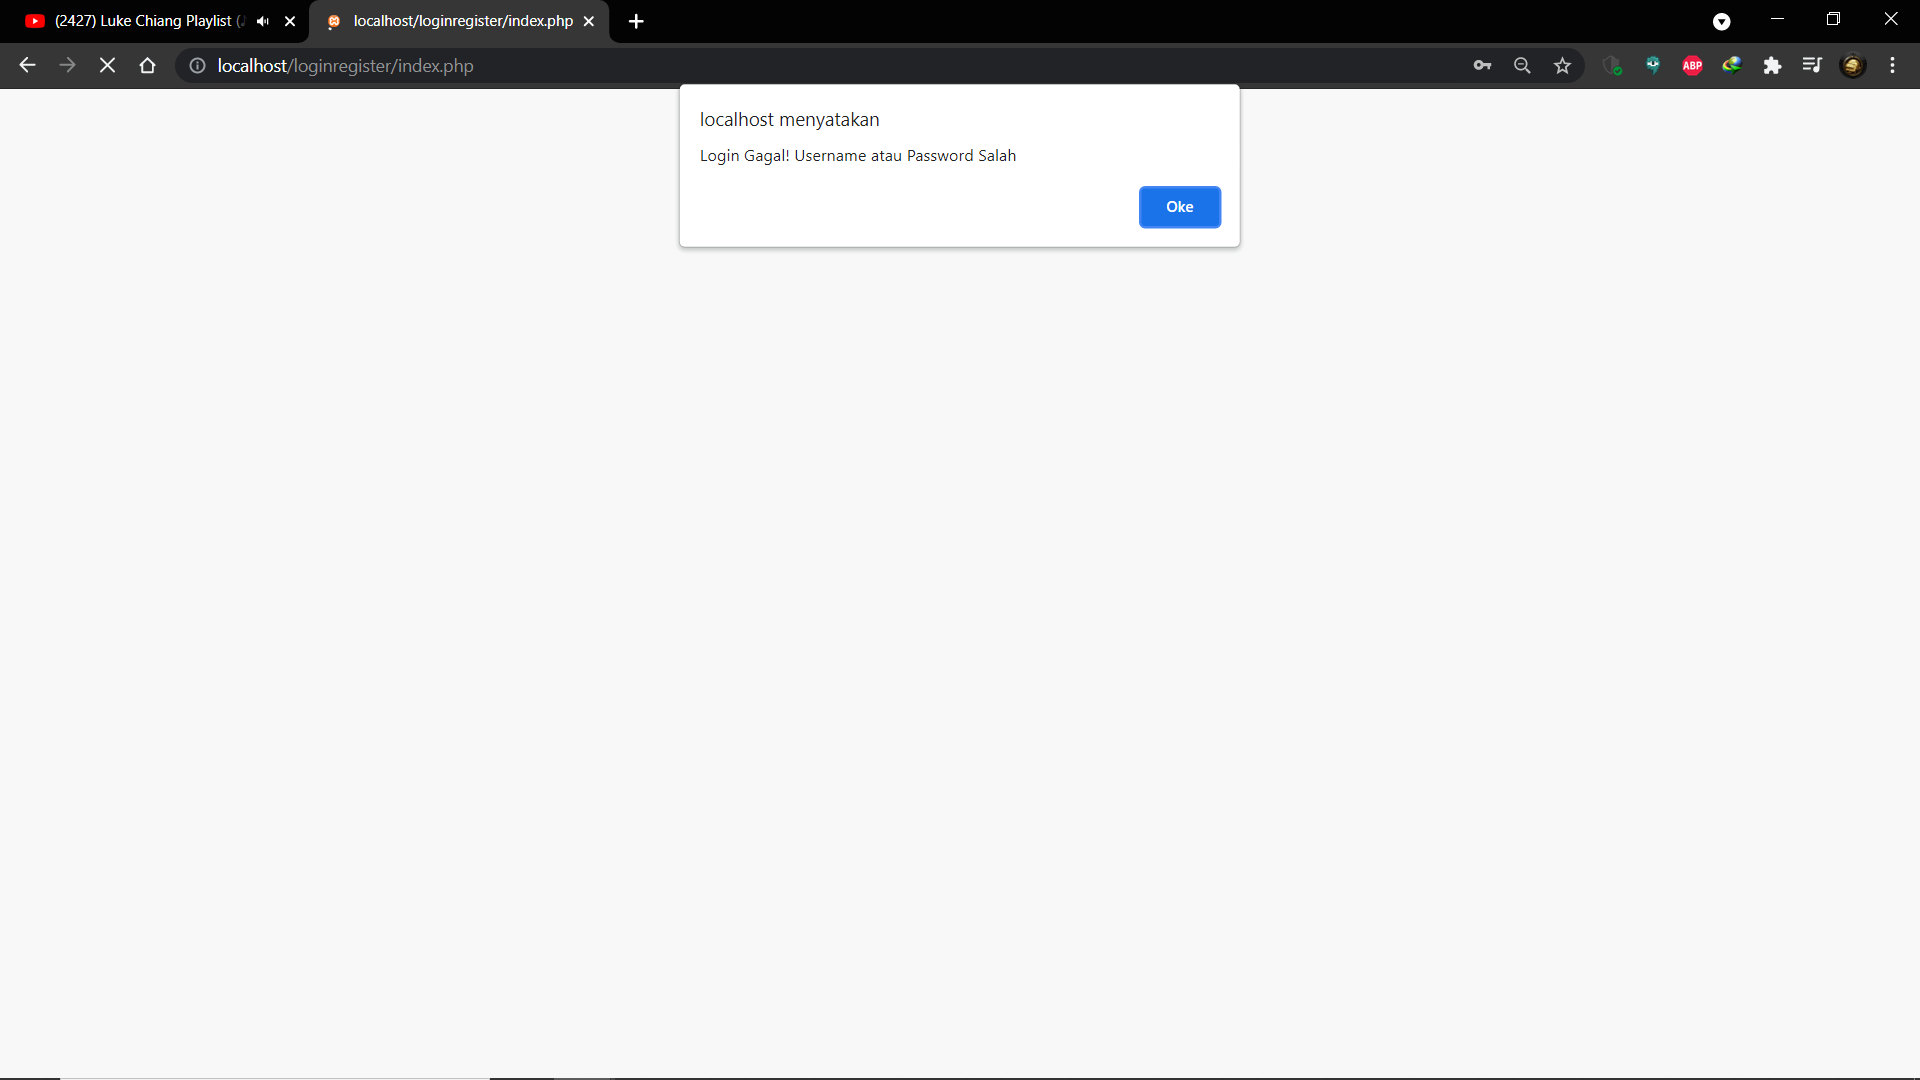 (2427) Luke Chiang Playlist (
localhost/loginregister/index.php
localhost/loginregister/index.php
ABP
localhost menyatakan
Login Gagal! Username atau Password Salah
Oke